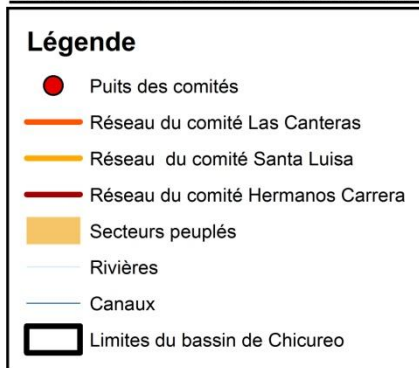 Légende
Puits des comités
Réseau du comité Las Canteras
Réseau du comité Santa Luisa
Réseau du comité Hermanos Carrera
Secteurs peuplés
Rivières
Canaux
Limites du bassin de Chicureo